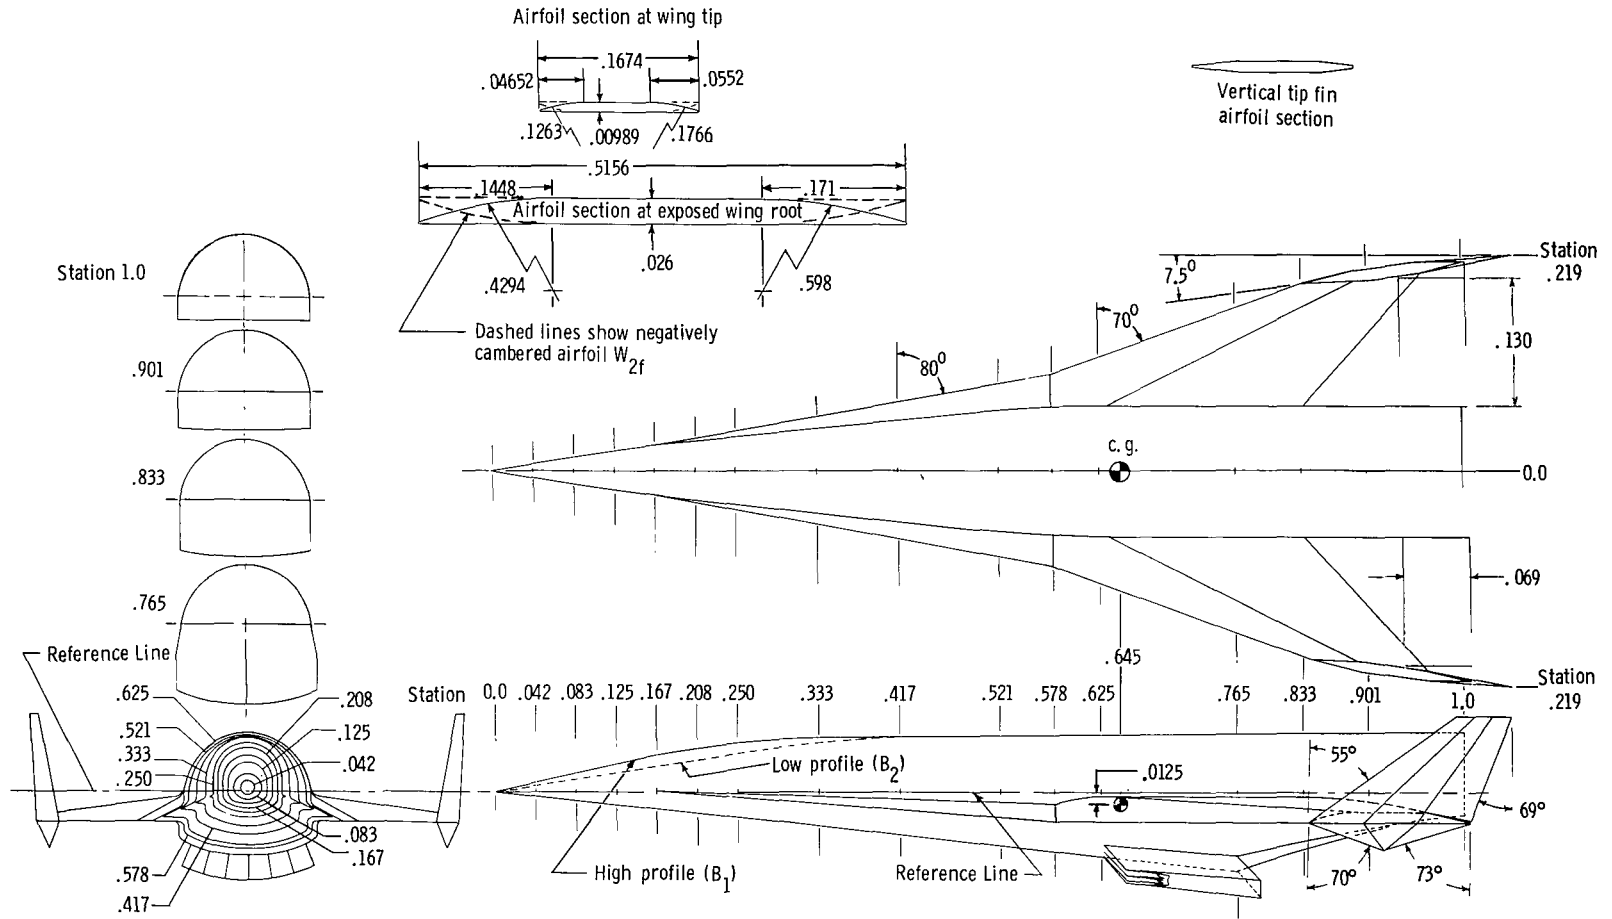 Airfoil section at wing tip
.1674
.04652
.0552
.1263
.00989
.1766
.5156
.1448
.171
Airfoil section at exposed wing root
.026
.4294
.598
Dashed lines show negatively
cambered airfoil W2f
Vertical tip fin
airfoil section
Station 1.0
.901
.833
.765
Reference Line
.625
.208
.521
.125
.333
.042
.250
.083
.167
.578
.417
7.5°
Station
.219
70°
.130
80°
c. g.
0.0
.069
.645
Station
.219
Station 0.0 .042 .083 .125 .167 .208 .250 .333 .417 .521 .578 .625 .765 .833 .901 1.0
55°
Low profile (B2)
.0125
69°
High profile (B1)
Reference Line
70°
73°